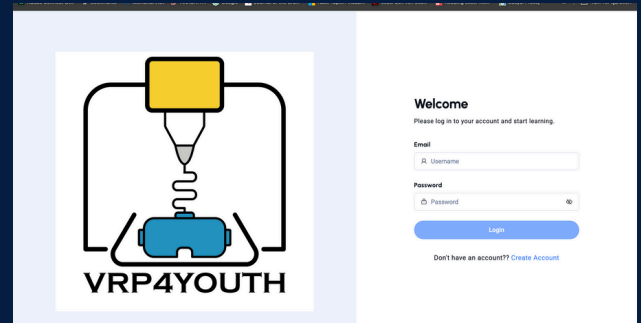 VRP4YOUTH
Welcome
Please log in to your account and start learning.
Email
Username
Password
Password
Login
Don't have an account?? Create Account